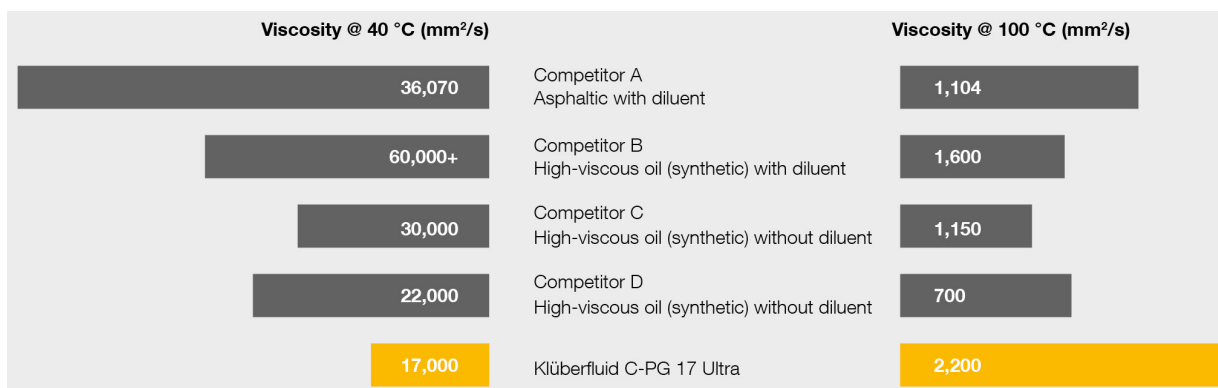 Viscosity @ 40 °C (mm²/s)
Viscosity @ 100 °C (mm²/s)
36,070
Competitor A
Asphaltic with diluent
1,104
60,000+
Competitor B
High-viscous oil (synthetic) with diluent
1,600
30,000
Competitor C
High-viscous oil (synthetic) without diluent
1,150
22,000
Competitor D
High-viscous oil (synthetic) without diluent
700
17,000
Klüberfluid C-PG 17 Ultra
2,200